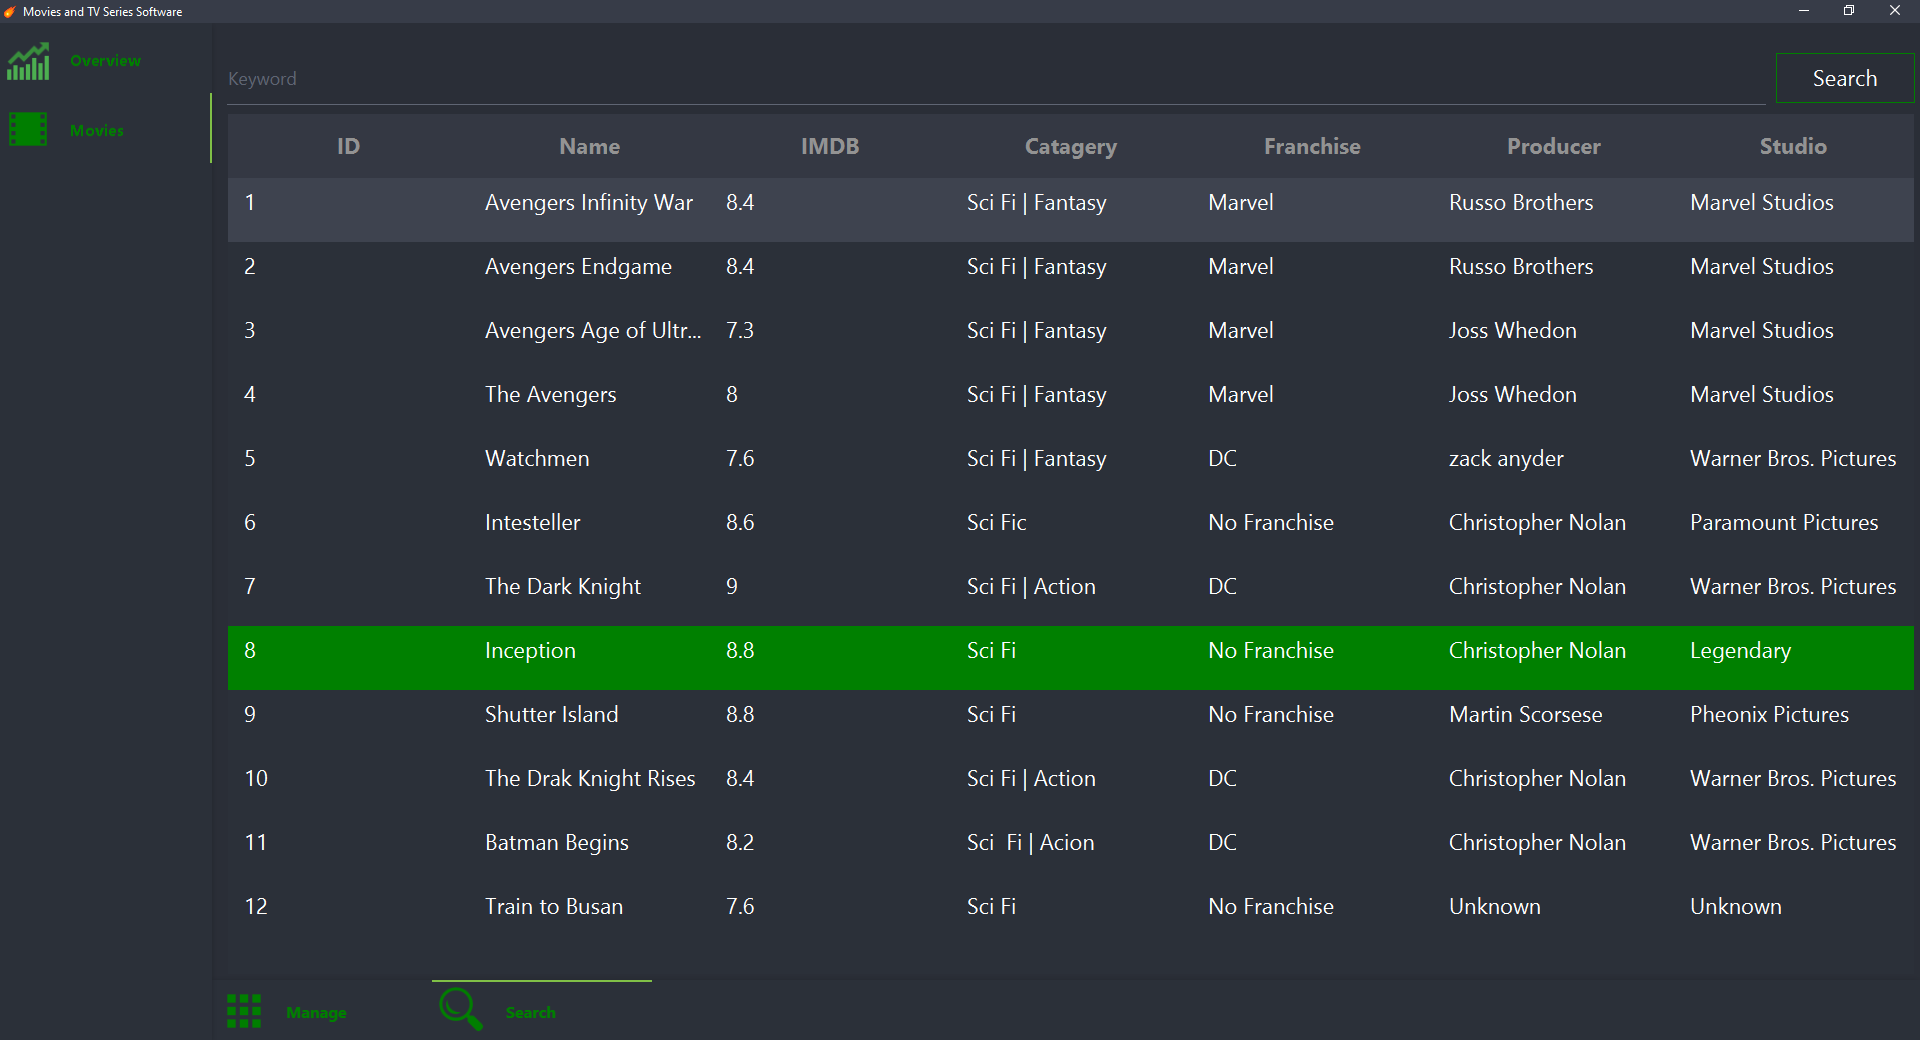 Movies and TV Series Software
Overview
Movies
Keyword
Search
ID Name IMDB Catagery Franchise Producer Studio
1 Avengers Infinity War 8.4 Sci Fi | Fantasy Marvel Russo Brothers Marvel Studios
2 Avengers Endgame 8.4 Sci Fi | Fantasy Marvel Russo Brothers Marvel Studios
3 Avengers Age of Ultr... 7.3 Sci Fi | Fantasy Marvel Joss Whedon Marvel Studios
4 The Avengers 8 Sci Fi | Fantasy Marvel Joss Whedon Marvel Studios
5 Watchmen 7.6 Sci Fi | Fantasy DC zack anyder Warner Bros. Pictures
6 Intesteller 8.6 Sci Fic No Franchise Christopher Nolan Paramount Pictures
7 The Dark Knight 9 Sci Fi | Action DC Christopher Nolan Warner Bros. Pictures
8 Inception 8.8 Sci Fi No Franchise Christopher Nolan Legendary
9 Shutter Island 8.8 Sci Fi No Franchise Martin Scorsese Pheonix Pictures
10 The Drak Knight Rises 8.4 Sci Fi | Action DC Christopher Nolan Warner Bros. Pictures
11 Batman Begins 8.2 Sci  Fi | Acion DC Christopher Nolan Warner Bros. Pictures
12 Train to Busan 7.6 Sci Fi No Franchise Unknown Unknown
Manage
Search